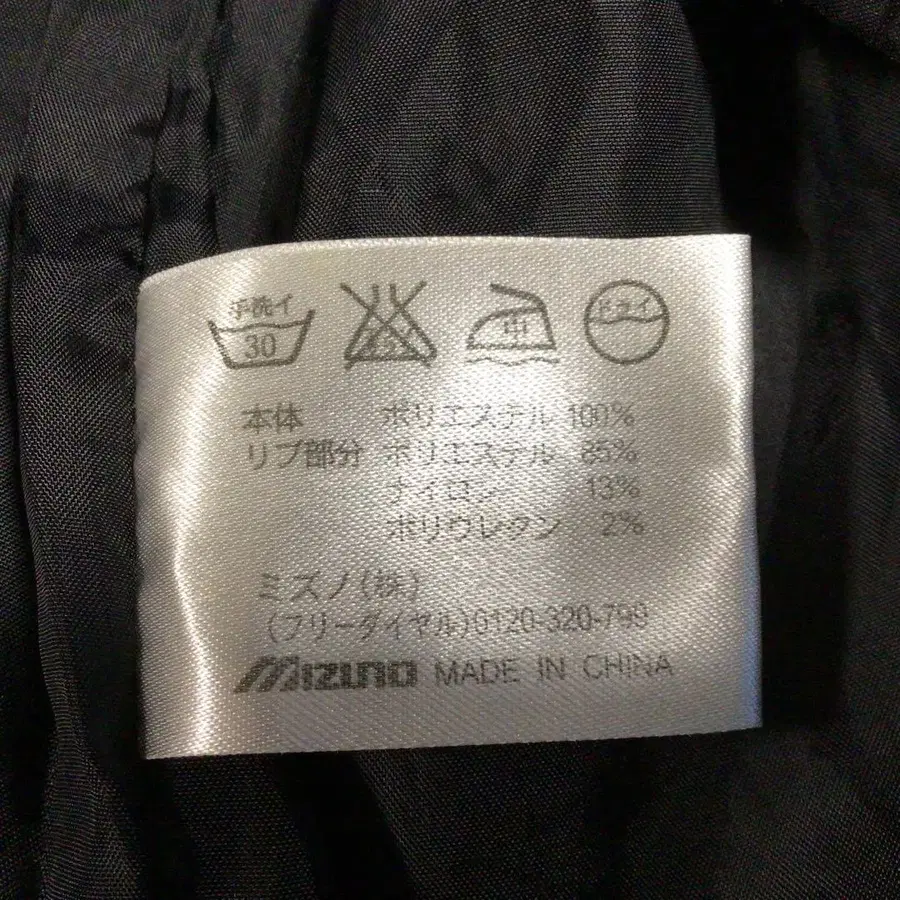 手洗イ
30
中
ドライ
本体 ポリエステル 100%
リブ部分 ポリエステル 85%
ナイロン 13%
ポリウレタン 2%
ミズノ(株)
(フリーダイヤル)0120-320-799
MIZUNO MADE IN CHINA